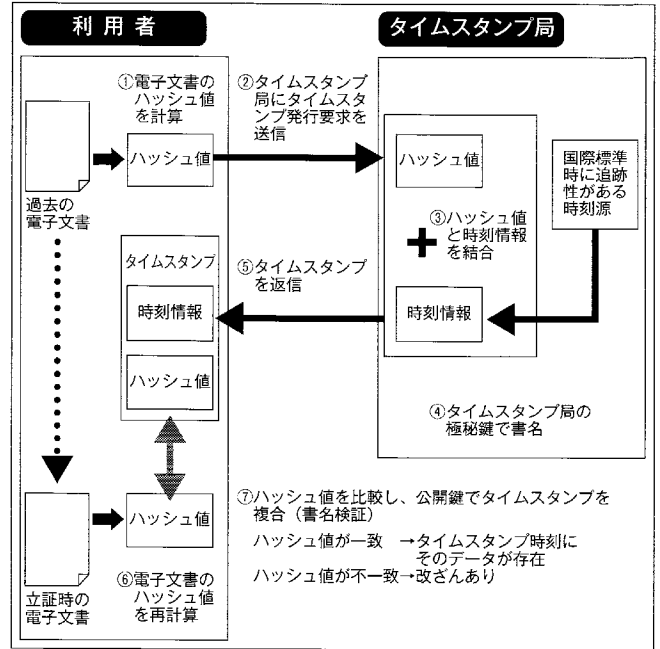 利用者
タイムスタンプ局
①電子文書の
ハッシュ値
を計算
②タイムスタンプ
局にタイムスタ
ンプ発行要求を
送信
過去の
電子文書
ハッシュ値
ハッシュ値
国際標準
時に追跡
性がある
時刻源
③ハッシュ値
と時刻情報
を結合
タイムスタンプ
時刻情報
ハッシュ値
⑤タイムスタンプ
を返信
時刻情報
④タイムスタンプ局の
極秘鍵で書名
立証時の
電子文書
ハッシュ値
⑥電子文書の
ハッシュ値
を再計算
⑦ハッシュ値を比較し、公開鍵でタイムスタンプを
複合（書名検証）
ハッシュ値が一致　→タイムスタンプ時刻に
そのデータが存在
ハッシュ値が不一致→改ざんあり